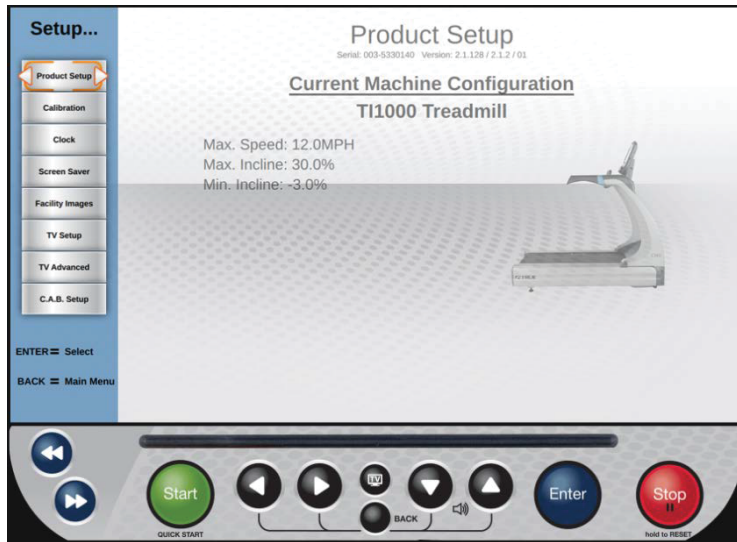 Setup...
Product Setup
Calibration
Clock
Screen Saver
Facility Images
TV Setup
TV Advanced
C.A.B. Setup
ENTER = Select
BACK = Main Menu
Product Setup
Serial: 003-5330140 Version: 2.1.128 / 2.1.2 / 01
Current Machine Configuration
TI1000 Treadmill
Max. Speed: 12.0MPH
Max. Incline: 30.0%
Min. Incline: -3.0%
Start
QUICK START
TV
BACK
Enter
Stop
hold to RESET